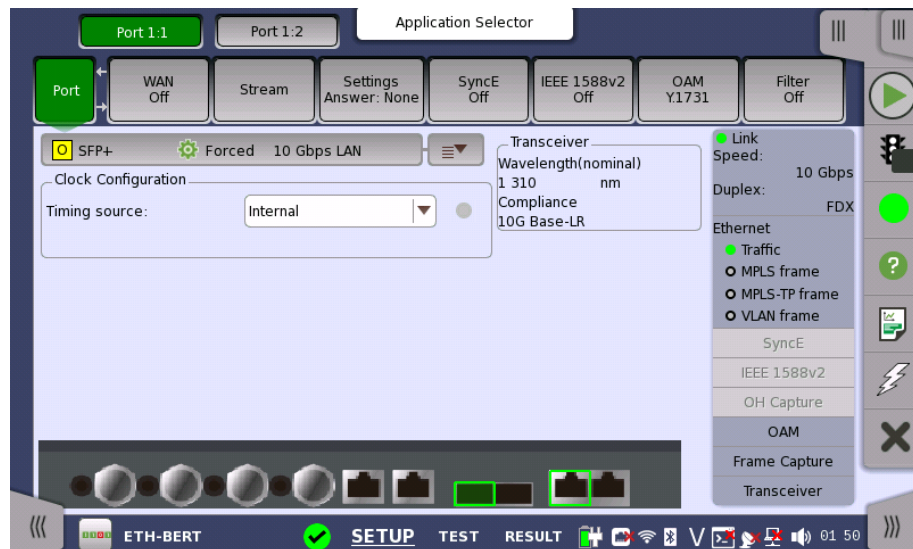 Application Selector
Port 1:1
Port 1:2
Port
WAN
Off
Stream
Settings
Answer: None
SyncE
Off
IEEE 1588v2
Off
OAM
Y.1731
Filter
Off
O SFP+ Forced 10 Gbps LAN
Clock Configuration
Timing source: Internal
Transceiver
Wavelength(nominal)
1 310 nm
Compliance
10G Base-LR
Link
Speed:
10 Gbps
Duplex:
FDX
Ethernet
Traffic
MPLS frame
MPLS-TP frame
VLAN frame
SyncE
IEEE 1588v2
OH Capture
OAM
Frame Capture
Transceiver
ETH-BERT
SETUP TEST RESULT V 01 50